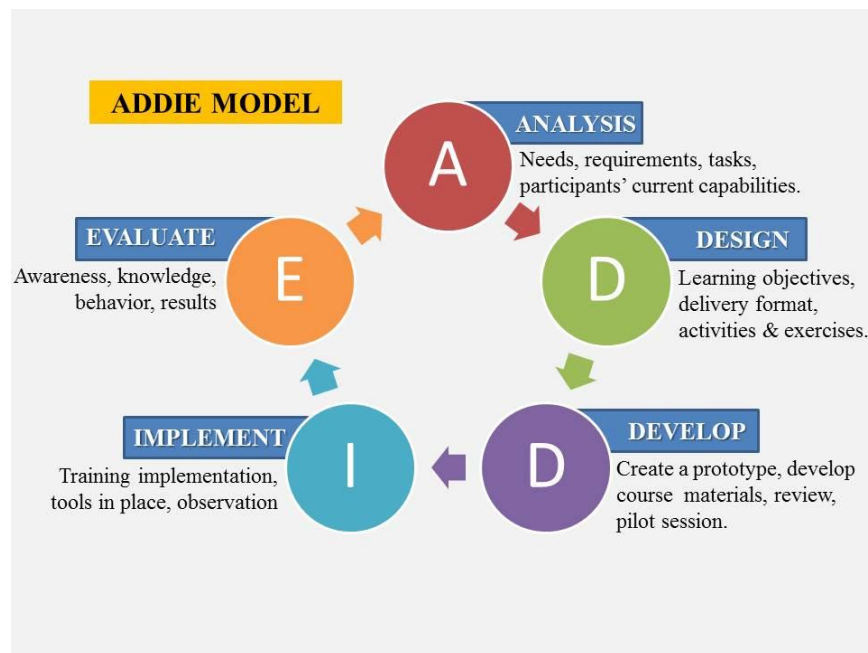 ADDIE MODEL
A
ANALYSIS
Needs, requirements, tasks,
participants’ current capabilities.
D
DESIGN
Learning objectives,
delivery format,
activities & exercises.
D
DEVELOP
Create a prototype, develop
course materials, review,
pilot session.
I
IMPLEMENT
Training implementation,
tools in place, observation
E
EVALUATE
Awareness, knowledge,
behavior, results